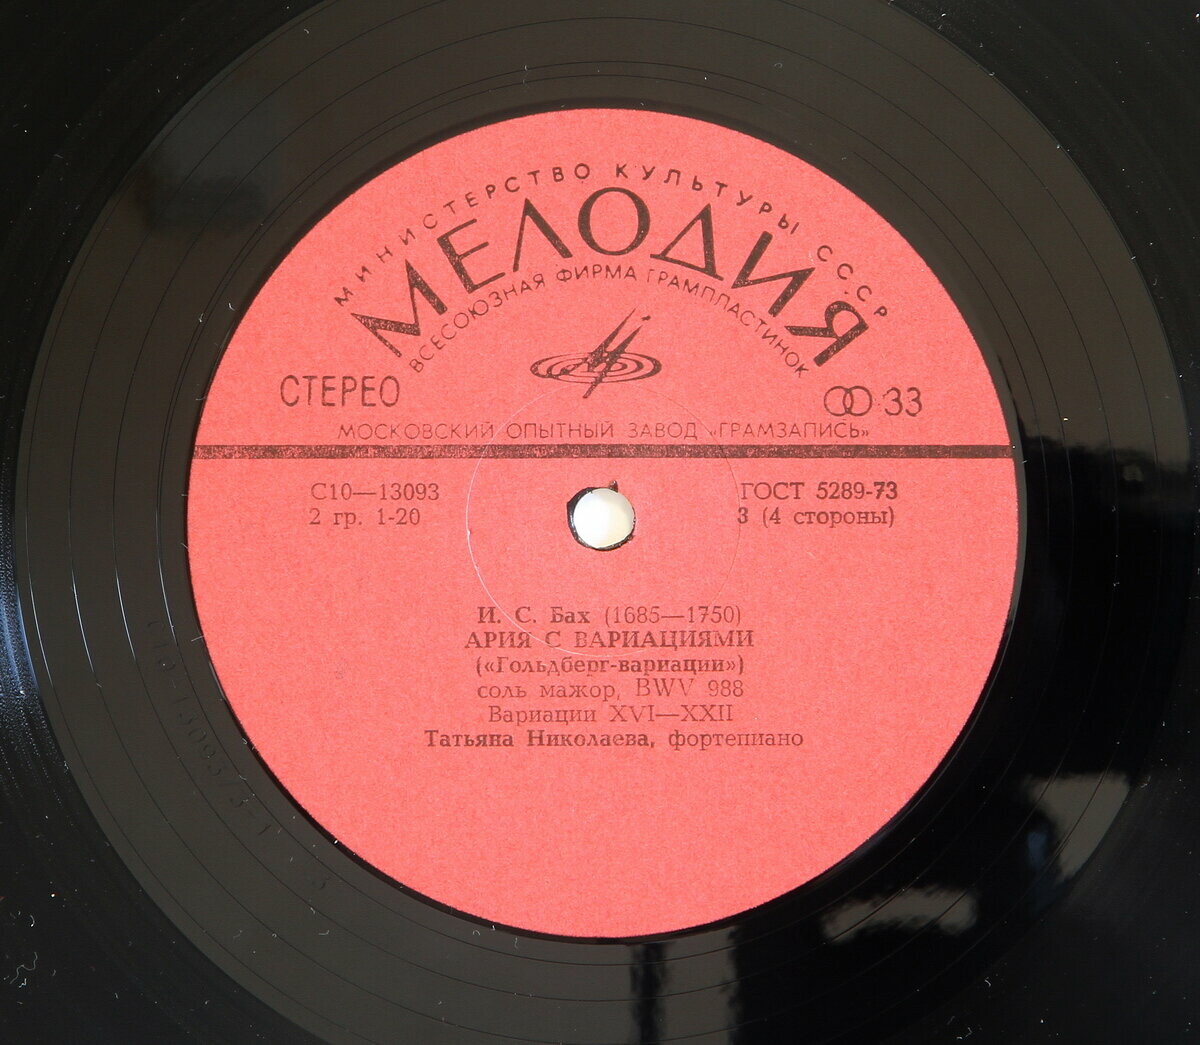 МИНИСТЕРСТВО КУЛЬТУРЫ СССР
МЕЛОДИЯ
ВСЕСОЮЗНАЯ ФИРМА ГРАМПЛАСТИНОК
СТЕРЕО
33
МОСКОВСКИЙ ОПЫТНЫЙ ЗАВОД «ГРАМЗАПИСЬ»
С10—13093
ГОСТ 5289-73
2 гр. 1-20
3 (4 стороны)
И. С. Бах (1685—1750)
АРИЯ С ВАРИАЦИЯМИ
(«Гольдберг-вариации»)
соль мажор, BWV 988
Вариации XVI—XXII
Татьяна Николаева, фортепиано